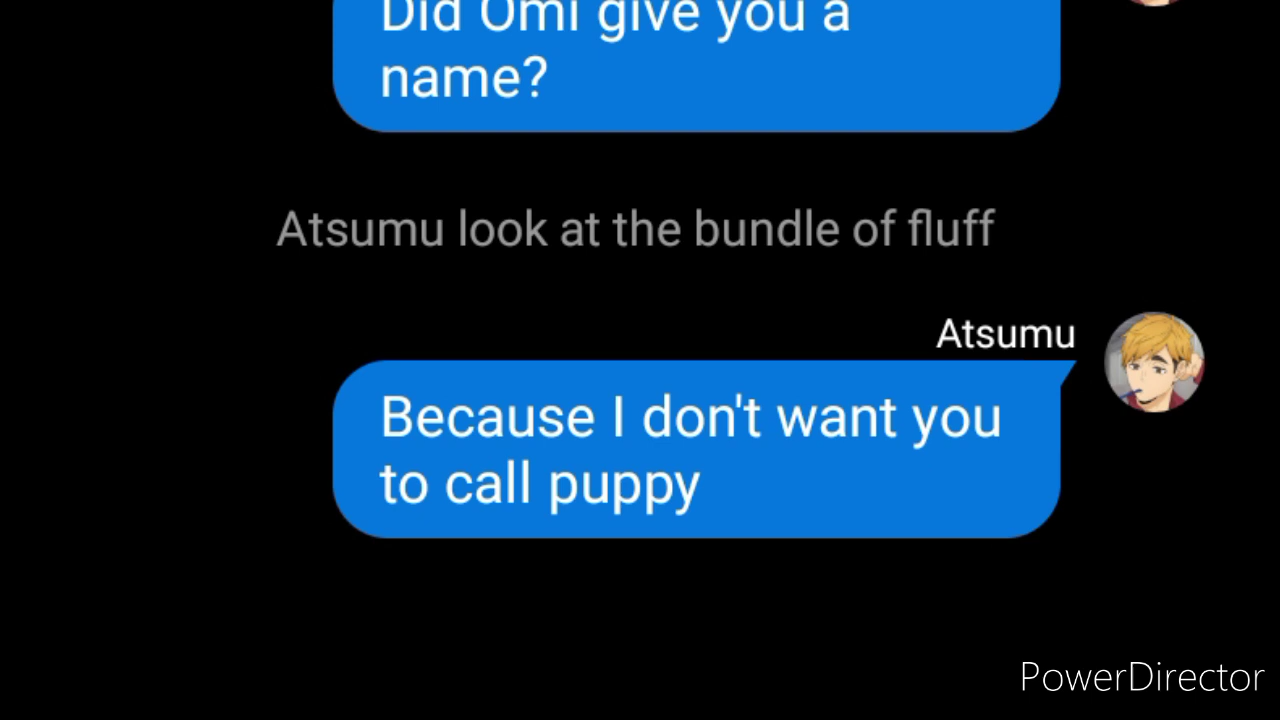 Did Omi give you a
name?
Atsumu look at the bundle of fluff
Atsumu
Because I don't want you
to call puppy
PowerDirector